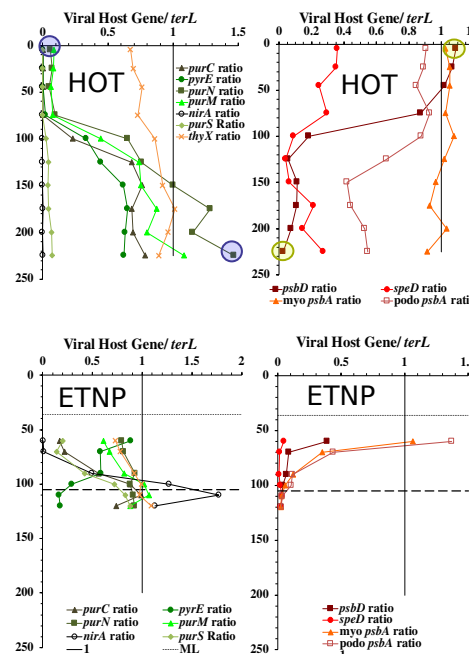 Viral Host Gene/ terL
0 0.5 1 1.5
0
50
100
150
200
250
HOT
purC ratio
pyrE ratio
purN ratio
purM ratio
nirA ratio
purS Ratio
thyX ratio
Viral Host Gene/ terL
0 0.3 0.6 0.9 1.2
0
50
100
150
200
250
HOT
psbD ratio speD ratio
myo psbA ratio podo psbA ratio
Viral Host Gene/ terL
0 0.5 1 1.5 2
0
50
100
150
200
250
ETNP
purC ratio pyrE ratio
purN ratio purM ratio
nirA ratio purS Ratio
1 ML
Viral Host Gene/ terL
0 0.5 1 1.5
0
50
100
150
200
250
ETNP
psbD ratio
speD ratio
myo psbA ratio
podo psbA ratio